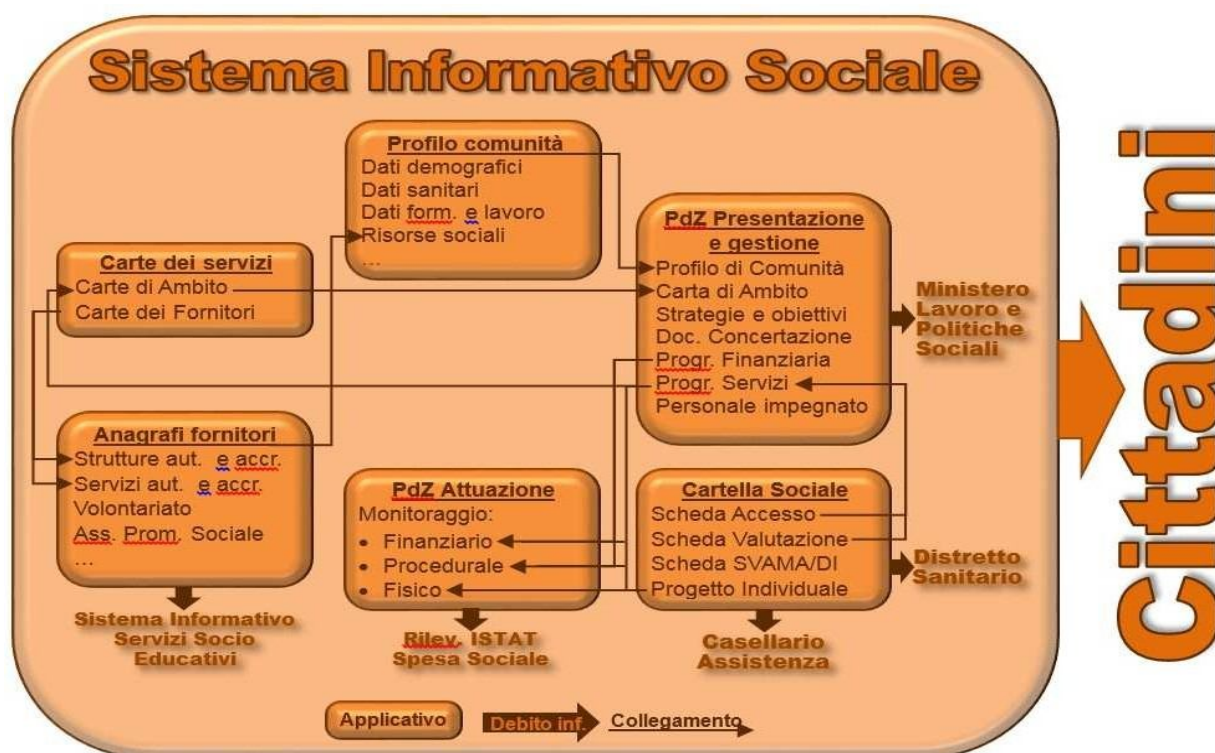 Sistema Informativo Sociale
Profilo comunità
Dati demografici
Dati sanitari
Dati form. e lavoro
Risorse sociali
...
Carte dei servizi
Carte di Ambito
Carte dei Fornitori
PdZ Presentazione
e gestione
Profilo di Comunità
Carta di Ambito
Strategie e obiettivi
Doc. Concertazione
Progr. Finanziaria
Progr. Servizi
Personale impegnato
Ministero
Lavoro e
Politiche
Sociali
Anagrafi fornitori
Strutture aut. e accr.
Servizi aut. e accr.
Volontariato
Ass. Prom. Sociale
...
PdZ Attuazione
Monitoraggio:
• Finanziario
• Procedurale
• Fisico
Cartella Sociale
Scheda Accesso
Scheda Valutazione
Scheda SVAMA/DI
Progetto Individuale
Distretto
Sanitario
Sistema Informativo
Servizi Socio
Educativi
Rilev. ISTAT
Spesa Sociale
Casellario
Assistenza
Applicativo
Debito inf.
Collegamento
Cittadini